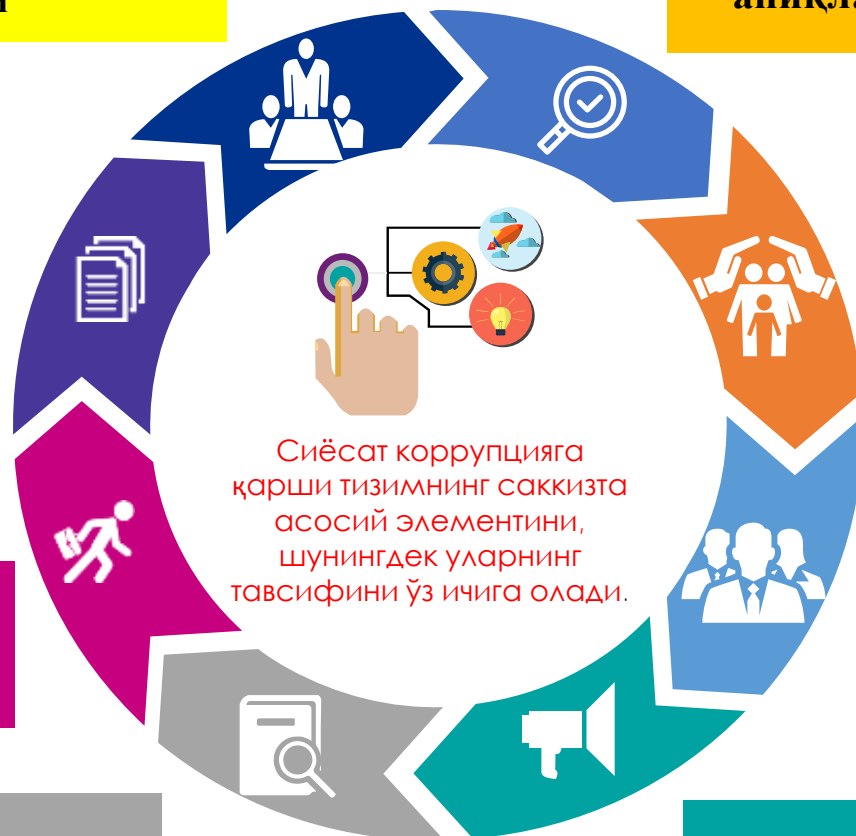 Сиёсат коррупцияга
қарши тизимнинг саккизта
асосий элементини,
шунингдек уларнинг
тавсифини ўз ичига олади.